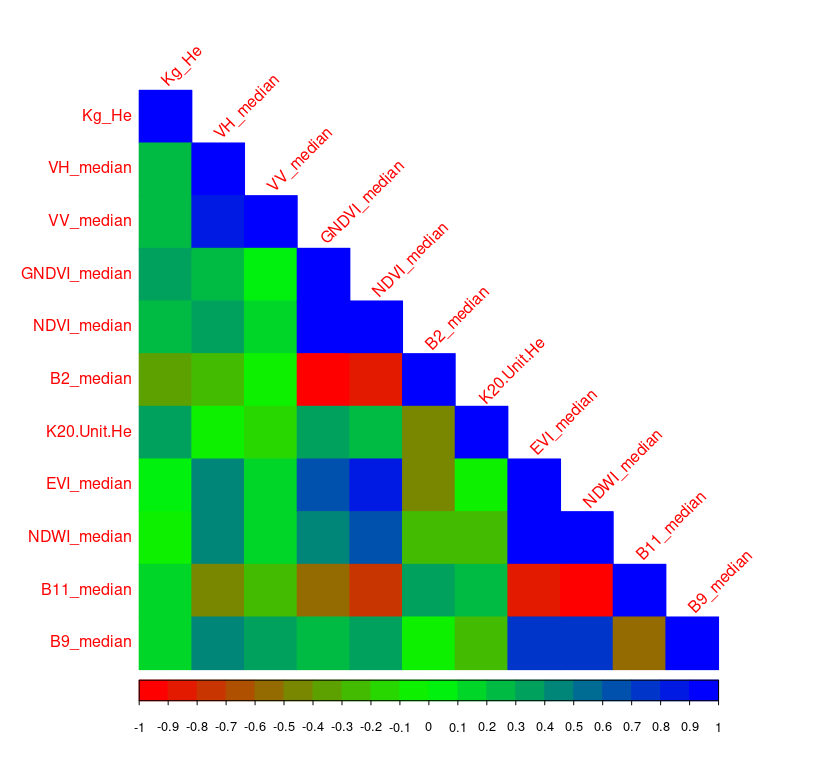 Kg_He
VH_median
VV_median
GNDVI_median
NDVI_median
B2_median
K20.Unit.He
EVI_median
NDWI_median
B11_median
B9_median
Kg_He
VH_median
VV_median
GNDVI_median
NDVI_median
B2_median
K20.Unit.He
EVI_median
NDWI_median
B11_median
B9_median
-1 -0.9 -0.8 -0.7 -0.6 -0.5 -0.4 -0.3 -0.2 -0.1 0 0.1 0.2 0.3 0.4 0.5 0.6 0.7 0.8 0.9 1